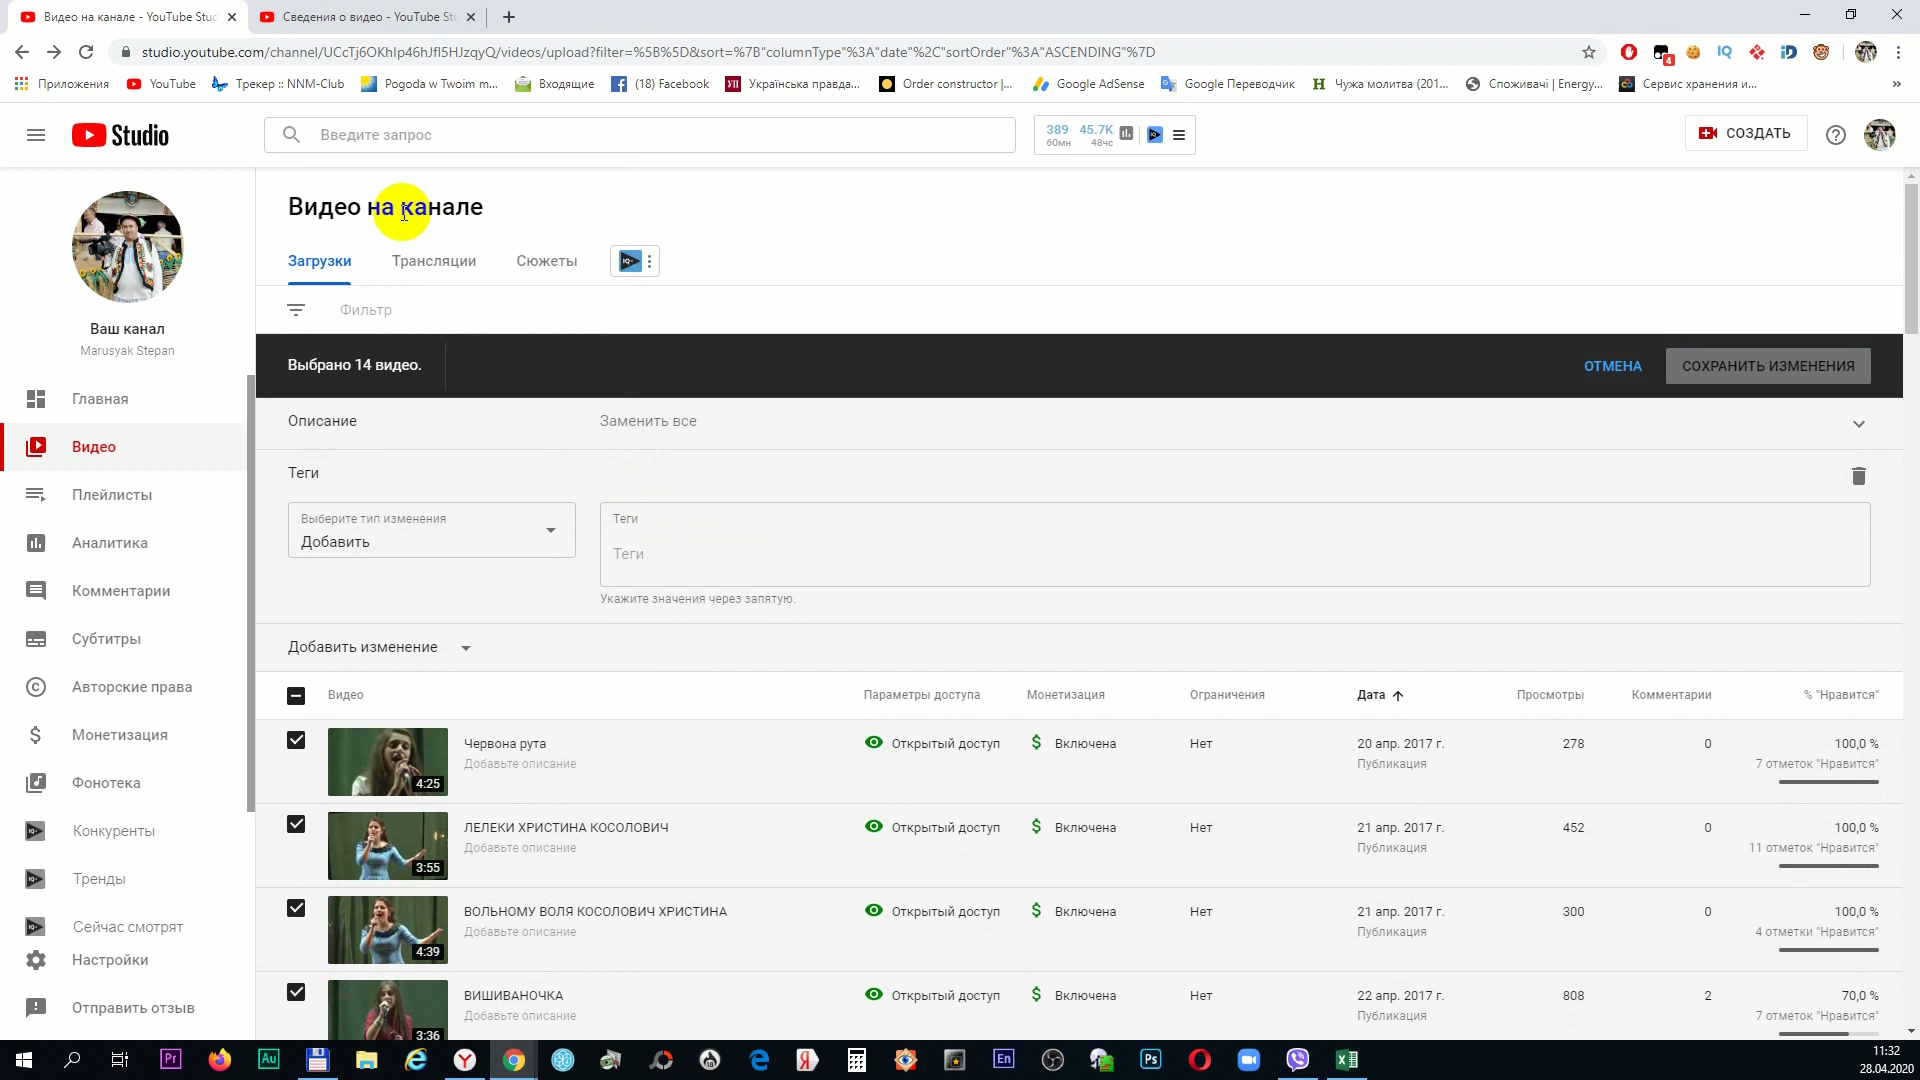 Видео на канале - YouTube Stud
Сведения о видео - YouTube Stu
studio.youtube.com/channel/UCcTj6OKhIp46hJfI5HJzqyQ/videos/upload?filter=%5B%5D&sort=%7B"columnType"%3A"date"%2C"sortOrder"%3A"ASCENDING"%7D
4
Приложения
YouTube
Трекер :: NNM-Club
Pogoda w Twoim m...
Входящие
(18) Facebook
Українська правда...
Order constructor |...
Google AdSense
Google Переводчик
Чужа молитва (201...
Споживачі | Energy...
Сервис хранения и...
Studio
Введите запрос
389 45.7K
60мн 48чс
СОЗДАТЬ
Ваш канал
Marusyak Stepan
Главная
Видео
Плейлисты
Аналитика
Комментарии
Субтитры
Авторские права
Монетизация
Фонотека
Конкуренты
Тренды
Сейчас смотрят
Настройки
Отправить отзыв
Видео на канале
Загрузки
Трансляции
Сюжеты
Фильтр
Выбрано 14 видео.
ОТМЕНА
СОХРАНИТЬ ИЗМЕНЕНИЯ
Описание
Заменить все
Теги
Выберите тип изменения
Добавить
Теги
Теги
Укажите значения через запятую.
Добавить изменение
Видео
Параметры доступа
Монетизация
Ограничения
Дата
Просмотры
Комментарии
% "Нравится"
4:25
Червона рута
Добавьте описание
Открытый доступ
Включена
Нет
20 апр. 2017 г.
Публикация
278
0
100,0 %
7 отметок "Нравится"
3:55
ЛЕЛЕКИ ХРИСТИНА КОСОЛОВИЧ
Добавьте описание
Открытый доступ
Включена
Нет
21 апр. 2017 г.
Публикация
452
0
100,0 %
11 отметок "Нравится"
4:39
ВОЛЬНОМУ ВОЛЯ КОСОЛОВИЧ ХРИСТИНА
Добавьте описание
Открытый доступ
Включена
Нет
21 апр. 2017 г.
Публикация
300
0
100,0 %
4 отметки "Нравится"
3:36
ВИШИВАНОЧКА
Добавьте описание
Открытый доступ
Включена
Нет
22 апр. 2017 г.
Публикация
808
2
70,0 %
7 отметок "Нравится"
11:32
28.04.2020